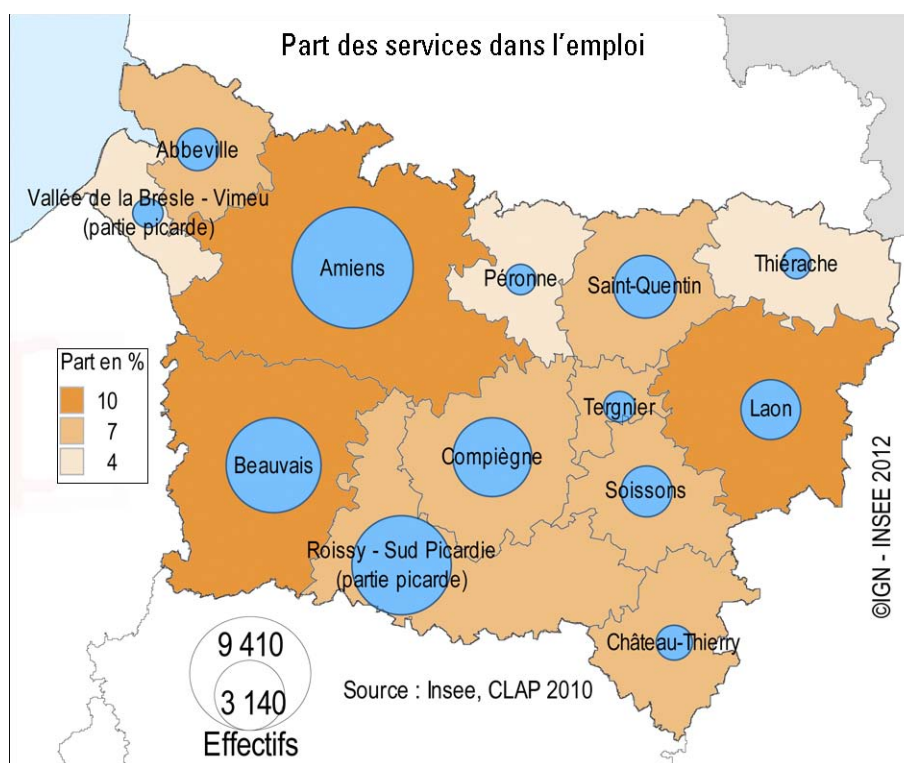 Part des services dans l'emploi
Abbeville
Vallée de la Bresle - Vimeu
(partie picarde)
Amiens
Péronne
Saint-Quentin
Thiérache
Part en %
10
7
4
Beauvais
Compiègne
Tergnier
Laon
Soissons
Roissy - Sud Picardie
(partie picarde)
Château-Thierry
9 410
3 140
Effectifs
Source : Insee, CLAP 2010
©IGN - INSEE 2012